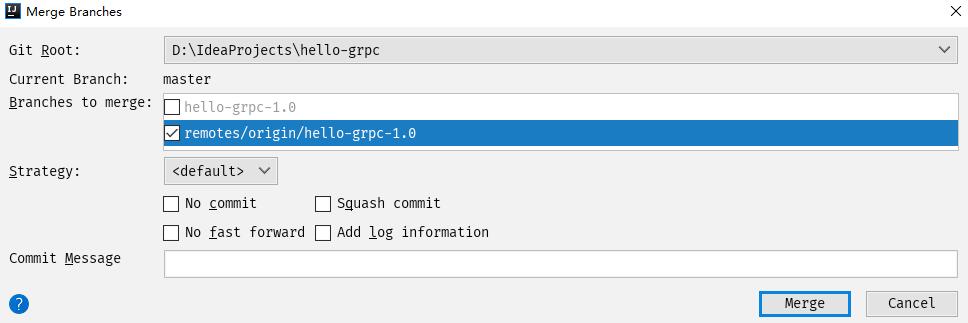 IJ Merge Branches
Git Root: D:\IdeaProjects\hello-grpc
Current Branch: master
Branches to merge: hello-grpc-1.0
remotes/origin/hello-grpc-1.0
Strategy: <default>
No commit Squash commit
No fast forward Add log information
Commit Message
? Merge Cancel